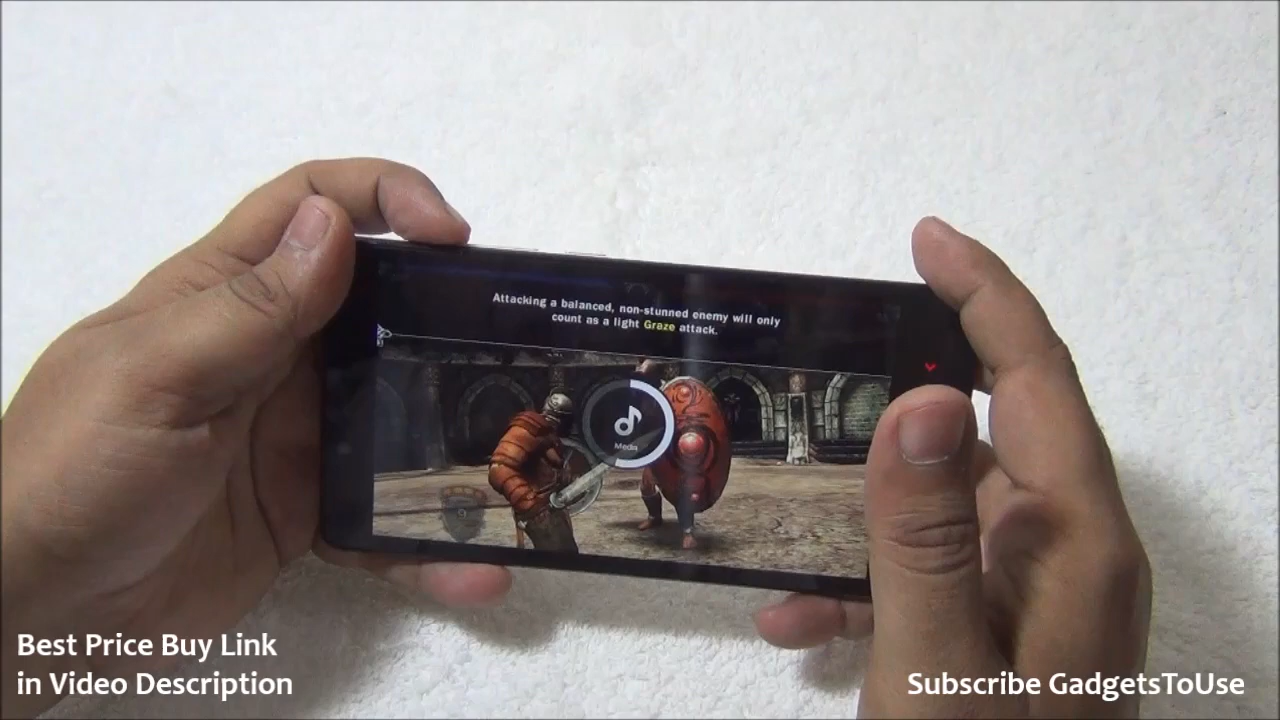 Attacking a balanced, non-stunned enemy will only
count as a light Graze attack.
Media
Best Price Buy Link
in Video Description
Subscribe GadgetsToUse